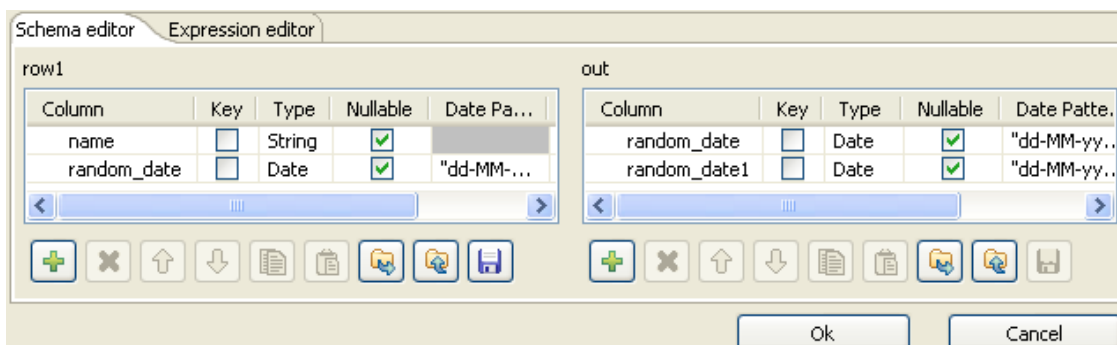 Schema editor Expression editor
row1 out
Column Key Type Nullable Date Pa... Column Key Type Nullable Date Patte.
name String random_date Date "dd-MM-yy..
random_date Date "dd-MM-... random_date1 Date "dd-MM-yy..
Ok Cancel